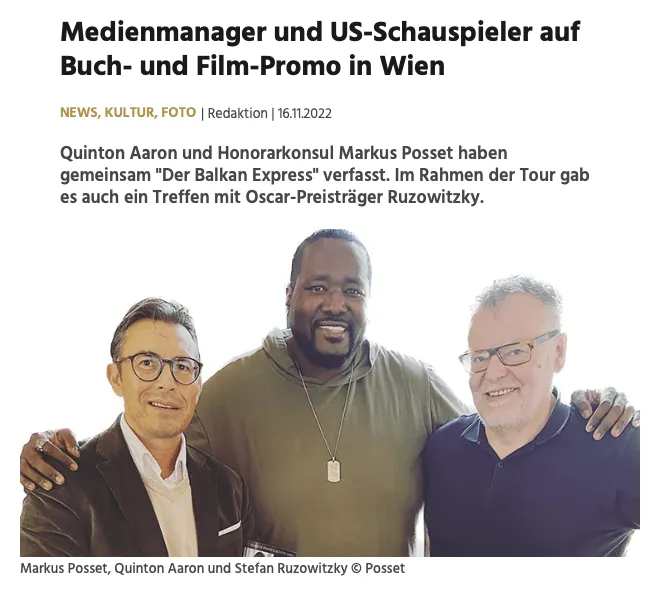 Medienmanager und US-Schauspieler auf
Buch- und Film-Promo in Wien
NEWS, KULTUR, FOTO | Redaktion | 16.11.2022
Quinton Aaron und Honorarkonsul Markus Posset haben
gemeinsam "Der Balkan Express" verfasst. Im Rahmen der Tour gab
es auch ein Treffen mit Oscar-Preisträger Ruzowitzky.
Markus Posset, Quinton Aaron und Stefan Ruzowitzky © Posset